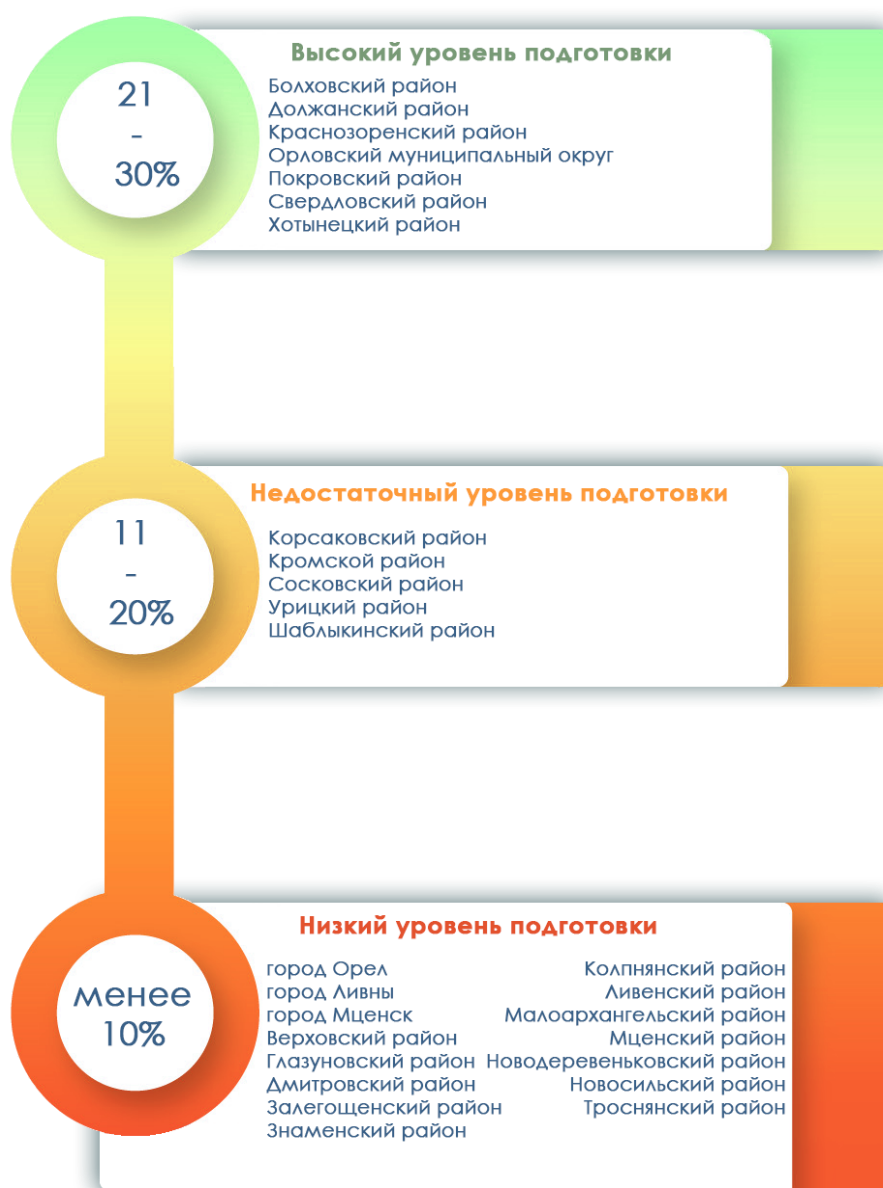 21
-
30%
Высокий уровень подготовки
Болховский район
Должанский район
Краснозоренский район
Орловский муниципальный округ
Покровский район
Свердловский район
Хотынецкий район
11
-
20%
Недостаточный уровень подготовки
Корсаковский район
Кромской район
Сосковский район
Урицкий район
Шаблыкинский район
менее
10%
Низкий уровень подготовки
город Орел
город Ливны
город Мценск
Верховский район
Глазуновский район
Дмитровский район
Залегощенский район
Знаменский район
Колпнянский район
Ливенский район
Малоархангельский район
Мценский район
Новодеревеньковский район
Новосильский район
Троснянский район